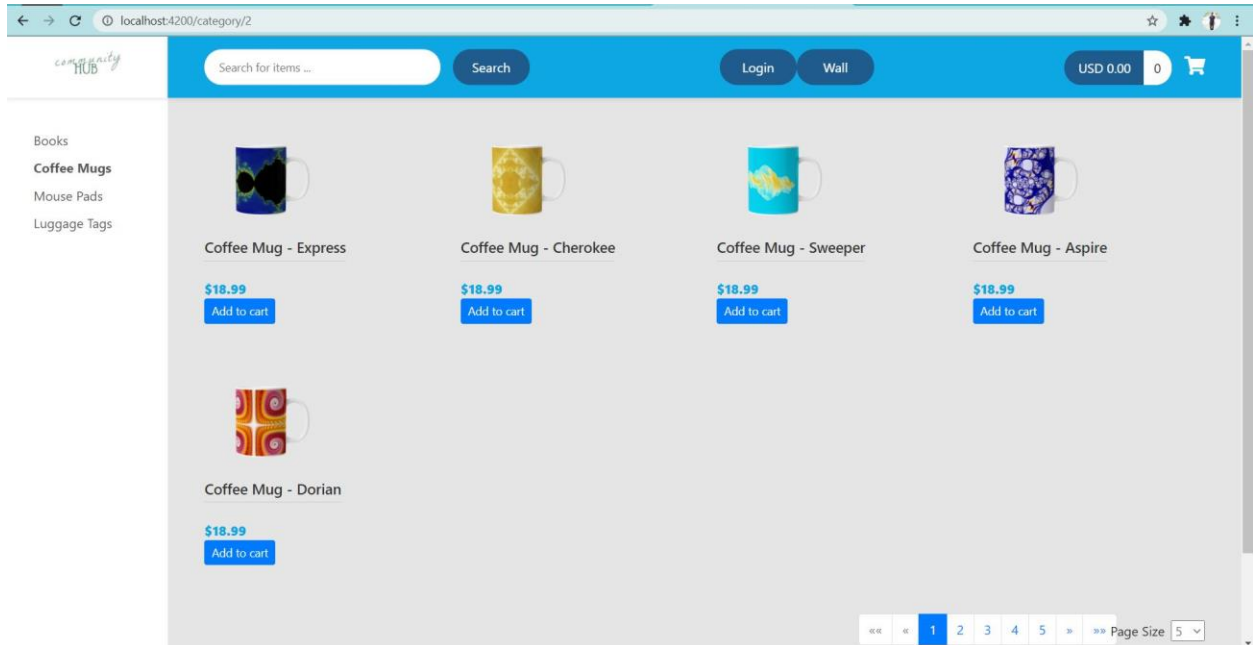 localhost:4200/category/2
community
HUB
Search for items ... Search Login Wall USD 0.00 0
Books
Coffee Mugs
Mouse Pads
Luggage Tags
Coffee Mug - Express Coffee Mug - Cherokee Coffee Mug - Sweeper Coffee Mug - Aspire
$18.99 $18.99 $18.99 $18.99
Add to cart Add to cart Add to cart Add to cart
Coffee Mug - Dorian
$18.99
Add to cart
«« « 1 2 3 4 5 » »» Page Size 5